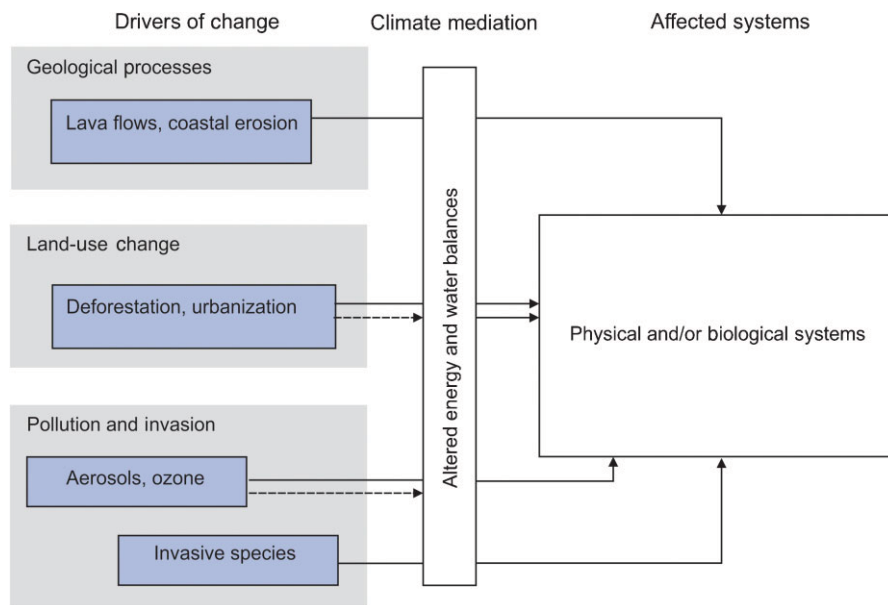 Drivers of change
Climate mediation
Affected systems
Geological processes
Lava flows, coastal erosion
Land-use change
Deforestation, urbanization
Pollution and invasion
Aerosols, ozone
Invasive species
Altered energy and water balances
Physical and/or biological systems